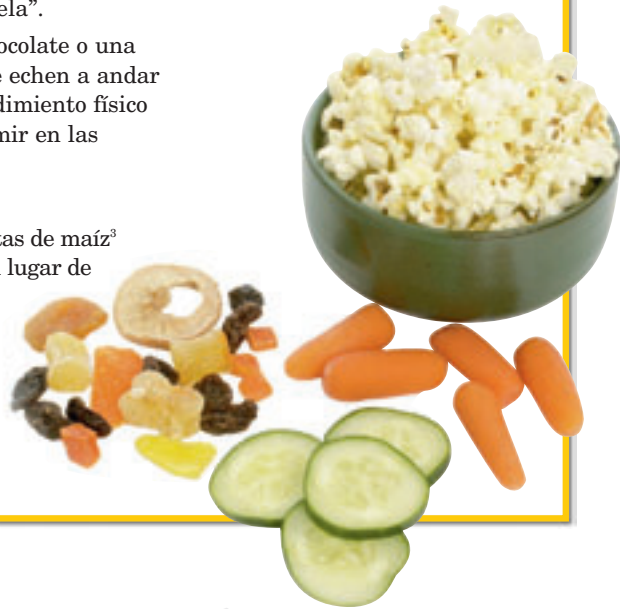 ela”.
ocolate o una
e echen a andar
dimiento físico
mir en las
tas de maíz³
lugar de